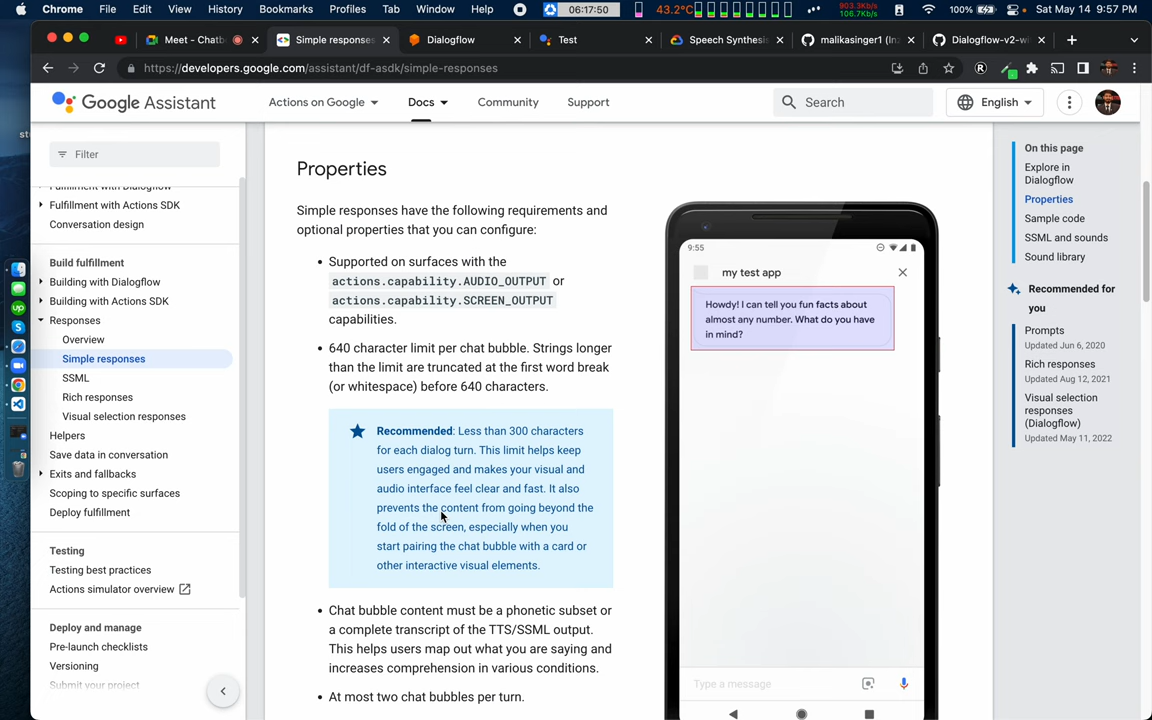 Chrome File Edit View History Bookmarks Profiles Tab Window Help 06:17:50 43.2°C 903.3KB/s 106.7KB/s 100% Sat May 14 9:57 PM
Meet - Chatb Simple responses Dialogflow Test Speech Synthesis malikasinger1 (Ina Dialogflow-v2-wi
https://developers.google.com/assistant/df-asdk/simple-responses
Google Assistant Actions on Google Docs Community Support Search English
Filter
Fulfillment with Dialogflow
Fulfillment with Actions SDK
Conversation design
Build fulfillment
Building with Dialogflow
Building with Actions SDK
Responses
Overview
Simple responses
SSML
Rich responses
Visual selection responses
Helpers
Save data in conversation
Exits and fallbacks
Scoping to specific surfaces
Deploy fulfillment
Testing
Testing best practices
Actions simulator overview
Deploy and manage
Pre-launch checklists
Versioning
Submit your project
Properties
Simple responses have the following requirements and
optional properties that you can configure:
• Supported on surfaces with the
actions.capability.AUDIO_OUTPUT or
actions.capability.SCREEN_OUTPUT
capabilities.
• 640 character limit per chat bubble. Strings longer
than the limit are truncated at the first word break
(or whitespace) before 640 characters.
Recommended: Less than 300 characters
for each dialog turn. This limit helps keep
users engaged and makes your visual and
audio interface feel clear and fast. It also
prevents the content from going beyond the
fold of the screen, especially when you
start pairing the chat bubble with a card or
other interactive visual elements.
• Chat bubble content must be a phonetic subset or
a complete transcript of the TTS/SSML output.
This helps users map out what you are saying and
increases comprehension in various conditions.
• At most two chat bubbles per turn.
9:55
my test app
Howdy! I can tell you fun facts about
almost any number. What do you have
in mind?
Type a message
On this page
Explore in
Dialogflow
Properties
Sample code
SSML and sounds
Sound library
Recommended for
you
Prompts
Updated Jun 6, 2020
Rich responses
Updated Aug 12, 2021
Visual selection
responses
(Dialogflow)
Updated May 11, 2022